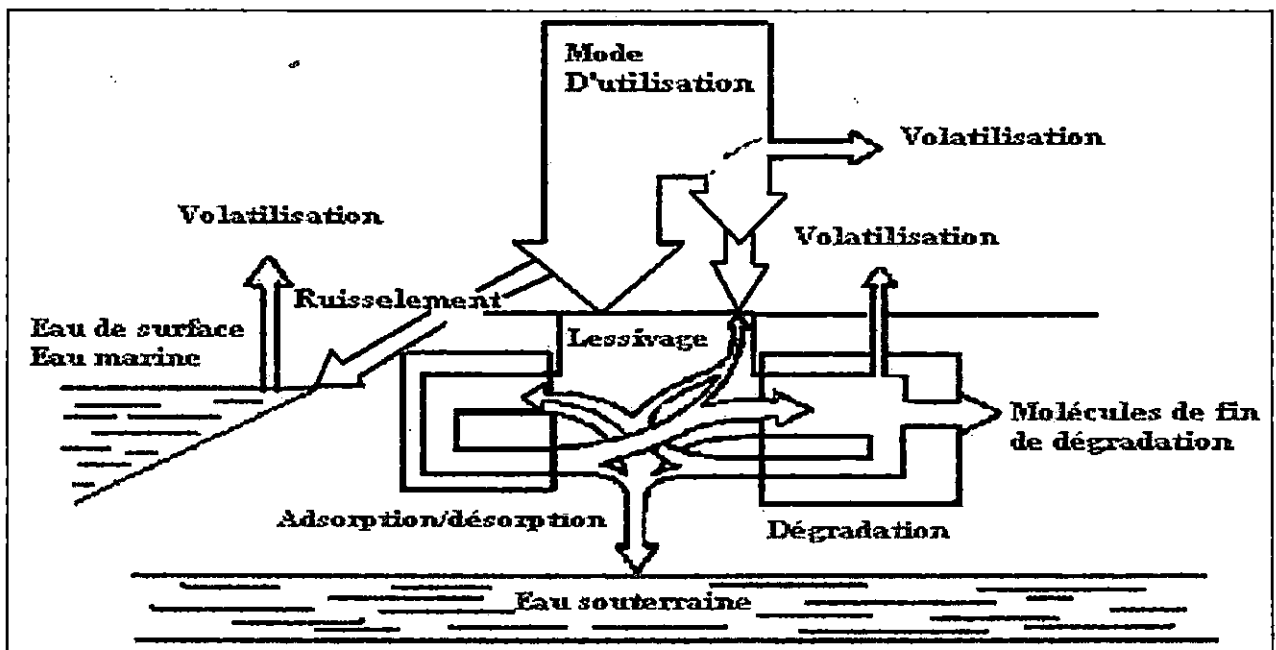 Mode
D'utilisation
Volatilisation
Volatilisation
Volatilisation
Ruisselement
Eau de surface
Eau marine
Lessivage
Molécules de fin
de dégradation
Adsorption/désorption
Dégradation
Eau souterraine